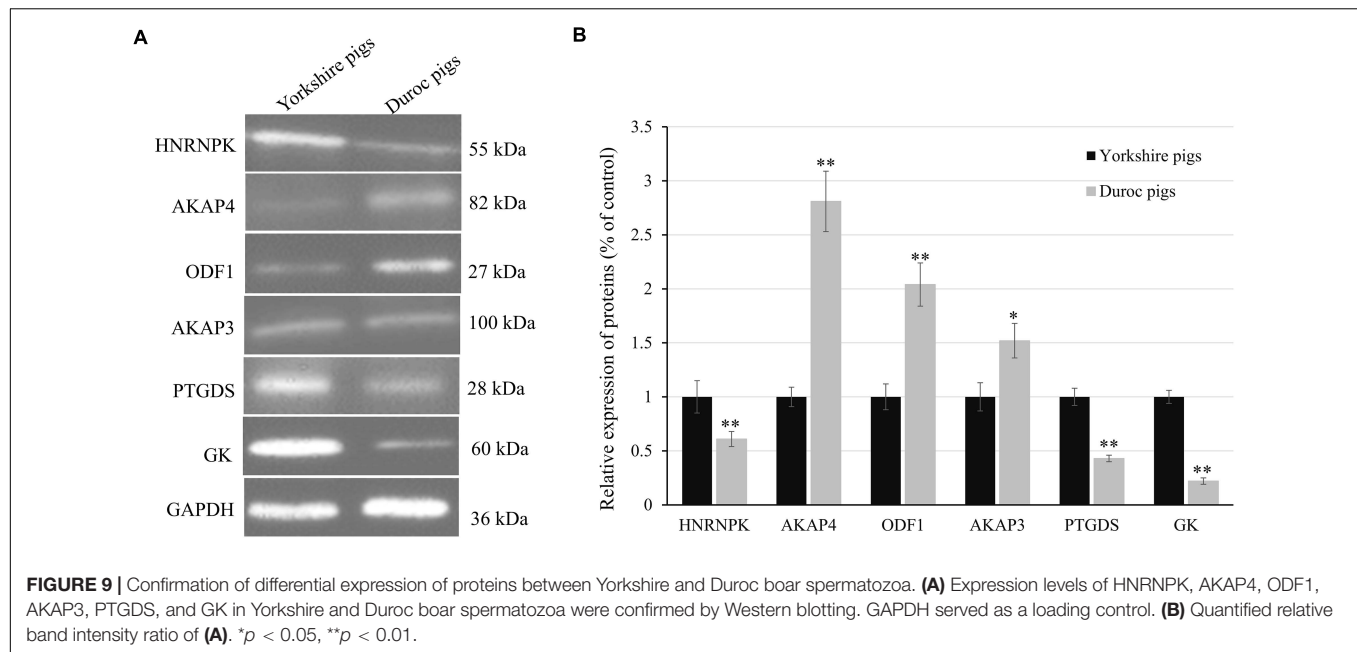 A
Yorkshire pigs
Duroc pigs
HNRNPK
55 kDa
AKAP4
82 kDa
ODF1
27 kDa
AKAP3
100 kDa
PTGDS
28 kDa
GK
60 kDa
GAPDH
36 kDa
B
Relative expression of proteins (% of control)
3.5
3
2.5
2
1.5
1
0.5
0
Yorkshire pigs
Duroc pigs
**
**
**
*
**
**
HNRNPK
AKAP4
ODF1
AKAP3
PTGDS
GK
FIGURE 9 | Confirmation of differential expression of proteins between Yorkshire and Duroc boar spermatozoa. (A) Expression levels of HNRNPK, AKAP4, ODF1,
AKAP3, PTGDS, and GK in Yorkshire and Duroc boar spermatozoa were confirmed by Western blotting. GAPDH served as a loading control. (B) Quantified relative
band intensity ratio of (A). *p < 0.05, **p < 0.01.